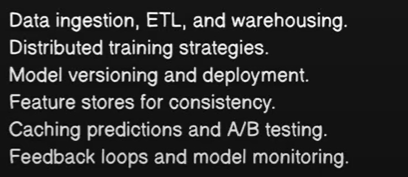 Data ingestion, ETL, and warehousing.
Distributed training strategies.
Model versioning and deployment.
Feature stores for consistency.
Caching predictions and A/B testing.
Feedback loops and model monitoring.